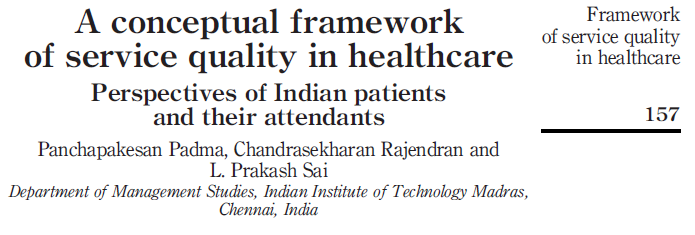 A conceptual framework
of service quality in healthcare
Perspectives of Indian patients
and their attendants
Panchapakesan Padma, Chandrasekharan Rajendran and
L. Prakash Sai
Department of Management Studies, Indian Institute of Technology Madras,
Chennai, India
Framework
of service quality
in healthcare
157